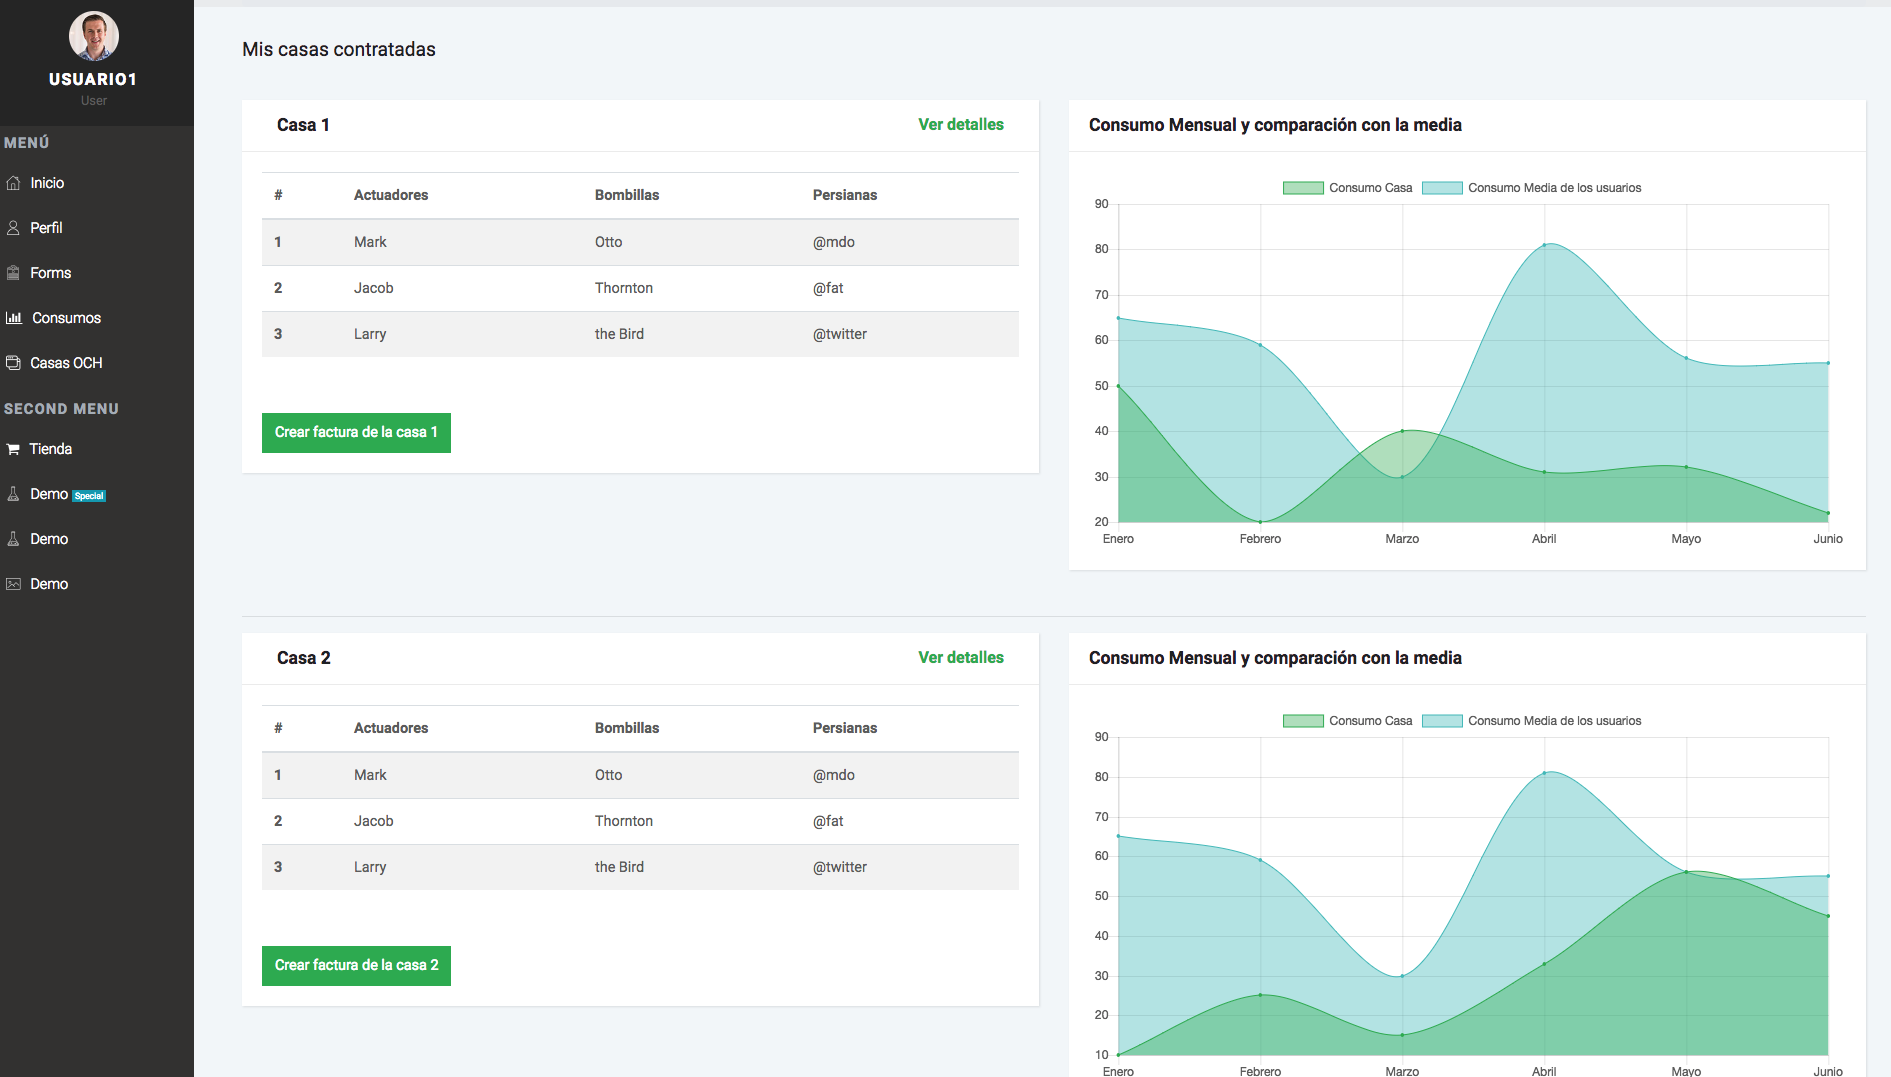 USUARIO1
User
MENÚ
Inicio
Perfil
Forms
Consumos
Casas OCH
SECOND MENU
Tienda
Demo Special
Demo
Demo
Mis casas contratadas
Casa 1 Ver detalles
# Actuadores Bombillas Persianas
1 Mark Otto @mdo
2 Jacob Thornton @fat
3 Larry the Bird @twitter
Crear factura de la casa 1
Consumo Mensual y comparación con la media
Consumo Casa Consumo Media de los usuarios
90
80
70
60
50
40
30
20
Enero Febrero Marzo Abril Mayo Junio
Casa 2 Ver detalles
# Actuadores Bombillas Persianas
1 Mark Otto @mdo
2 Jacob Thornton @fat
3 Larry the Bird @twitter
Crear factura de la casa 2
Consumo Mensual y comparación con la media
Consumo Casa Consumo Media de los usuarios
90
80
70
60
50
40
30
20
10
Enero Febrero Marzo Abril Mayo Junio